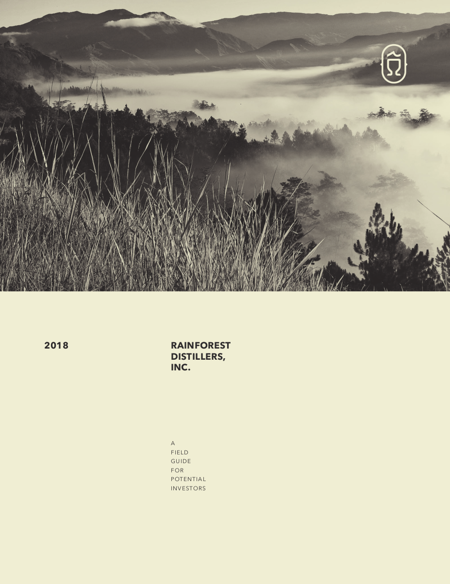 2018
RAINFOREST
DISTILLERS,
INC.
A
FIELD
GUIDE
FOR
POTENTIAL
INVESTORS